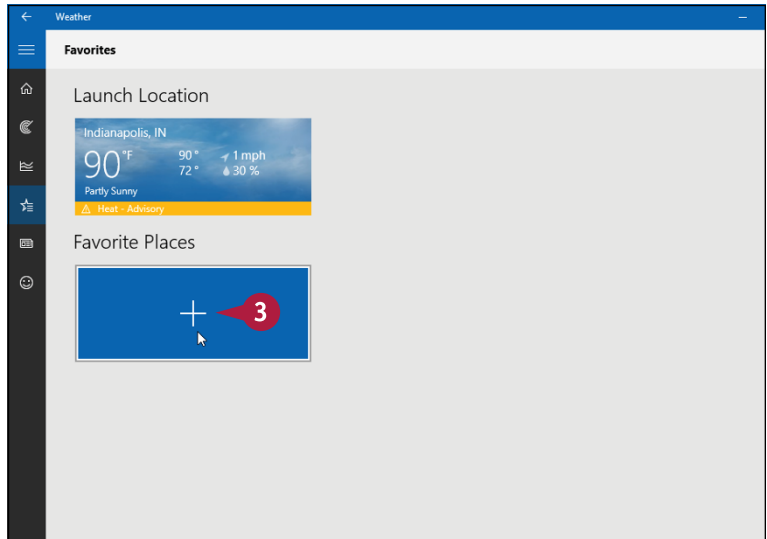 Weather
Favorites
Launch Location
Indianapolis, IN
90°F 90° 1 mph
72° 30 %
Partly Sunny
Heat - Advisory
Favorite Places
3